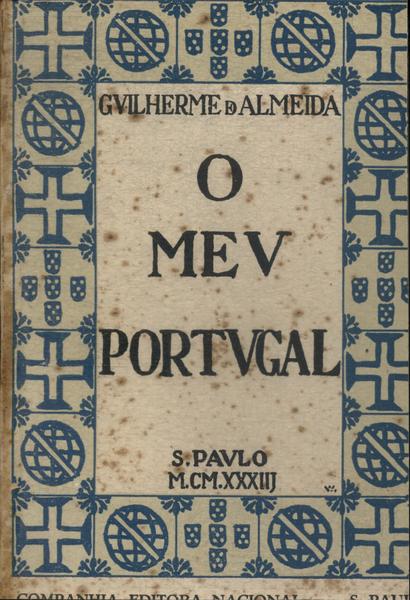 GVILHERME D ALMEIDA
O
MEV
PORTVGAL
S. PAVLO
M.CM.XXXIIJ
COMPANHIA EDITORA NACIONAL